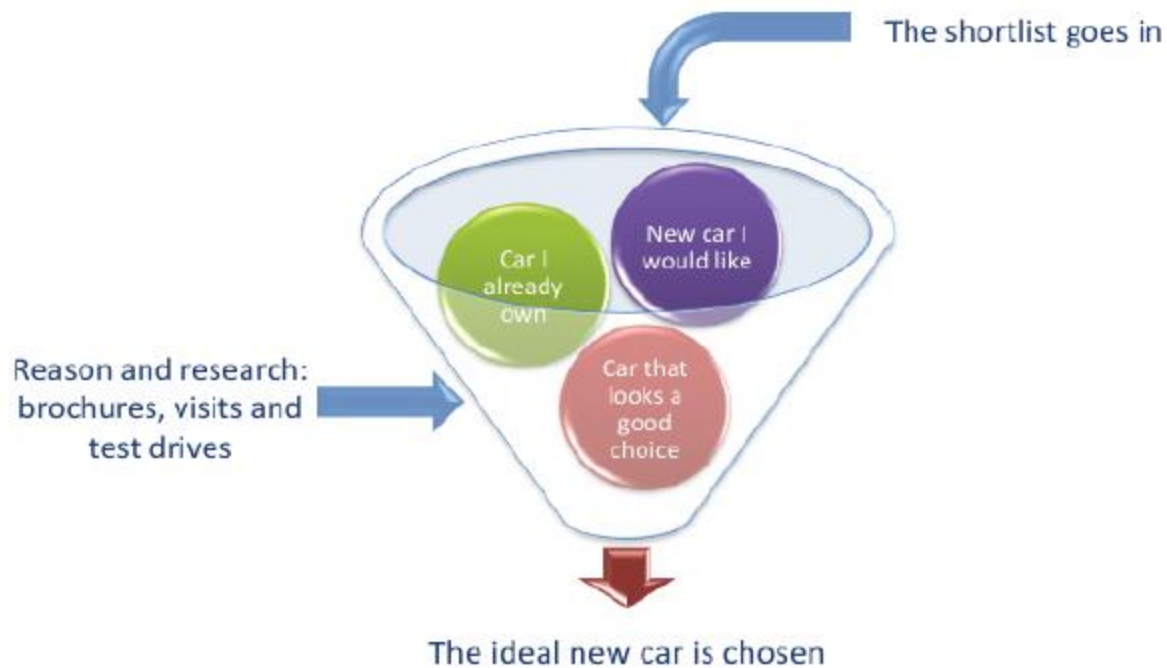 The shortlist goes in
New car I
would like
Car I
already
own
Car that
looks a
good
choice
Reason and research:
brochures, visits and
test drives
The ideal new car is chosen